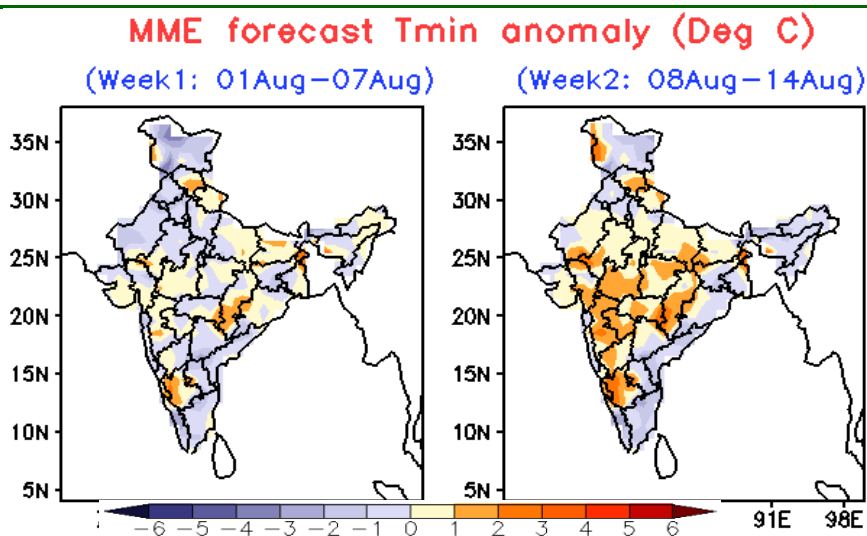 MME forecast Tmin anomaly (Deg C)
(Week1: 01Aug-07Aug)
(Week2: 08Aug-14Aug)
35N
30N
25N
20N
15N
10N
5N
35N
30N
25N
20N
15N
10N
5N
91E 98E
-6 -5 -4 -3 -2 -1 0 1 2 3 4 5 6